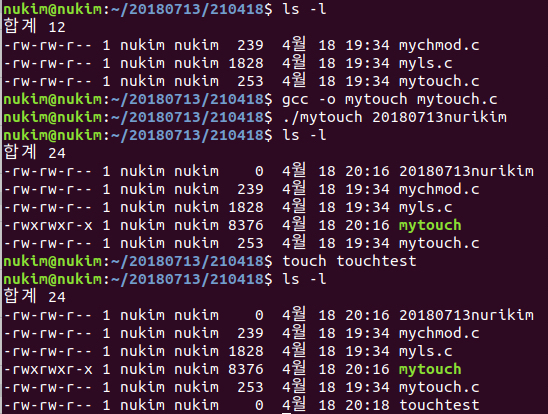 nukim@nukim:~/20180713/210418$ ls -l
합계 12
-rw-rw-r-- 1 nukim nukim  239  4월 18 19:34 mychmod.c
-rw-rw-r-- 1 nukim nukim 1828  4월 18 19:34 myls.c
-rw-rw-r-- 1 nukim nukim  253  4월 18 19:34 mytouch.c
nukim@nukim:~/20180713/210418$ gcc -o mytouch mytouch.c
nukim@nukim:~/20180713/210418$ ./mytouch 20180713nurikim
nukim@nukim:~/20180713/210418$ ls -l
합계 24
-rw-rw-r-- 1 nukim nukim    0  4월 18 20:16 20180713nurikim
-rw-rw-r-- 1 nukim nukim  239  4월 18 19:34 mychmod.c
-rw-rw-r-- 1 nukim nukim 1828  4월 18 19:34 myls.c
-rwxrwxr-x 1 nukim nukim 8376  4월 18 20:16 mytouch
-rw-rw-r-- 1 nukim nukim  253  4월 18 19:34 mytouch.c
nukim@nukim:~/20180713/210418$ touch touchtest
nukim@nukim:~/20180713/210418$ ls -l
합계 24
-rw-rw-r-- 1 nukim nukim    0  4월 18 20:16 20180713nurikim
-rw-rw-r-- 1 nukim nukim  239  4월 18 19:34 mychmod.c
-rw-rw-r-- 1 nukim nukim 1828  4월 18 19:34 myls.c
-rwxrwxr-x 1 nukim nukim 8376  4월 18 20:16 mytouch
-rw-rw-r-- 1 nukim nukim  253  4월 18 19:34 mytouch.c
-rw-rw-r-- 1 nukim nukim    0  4월 18 20:18 touchtest